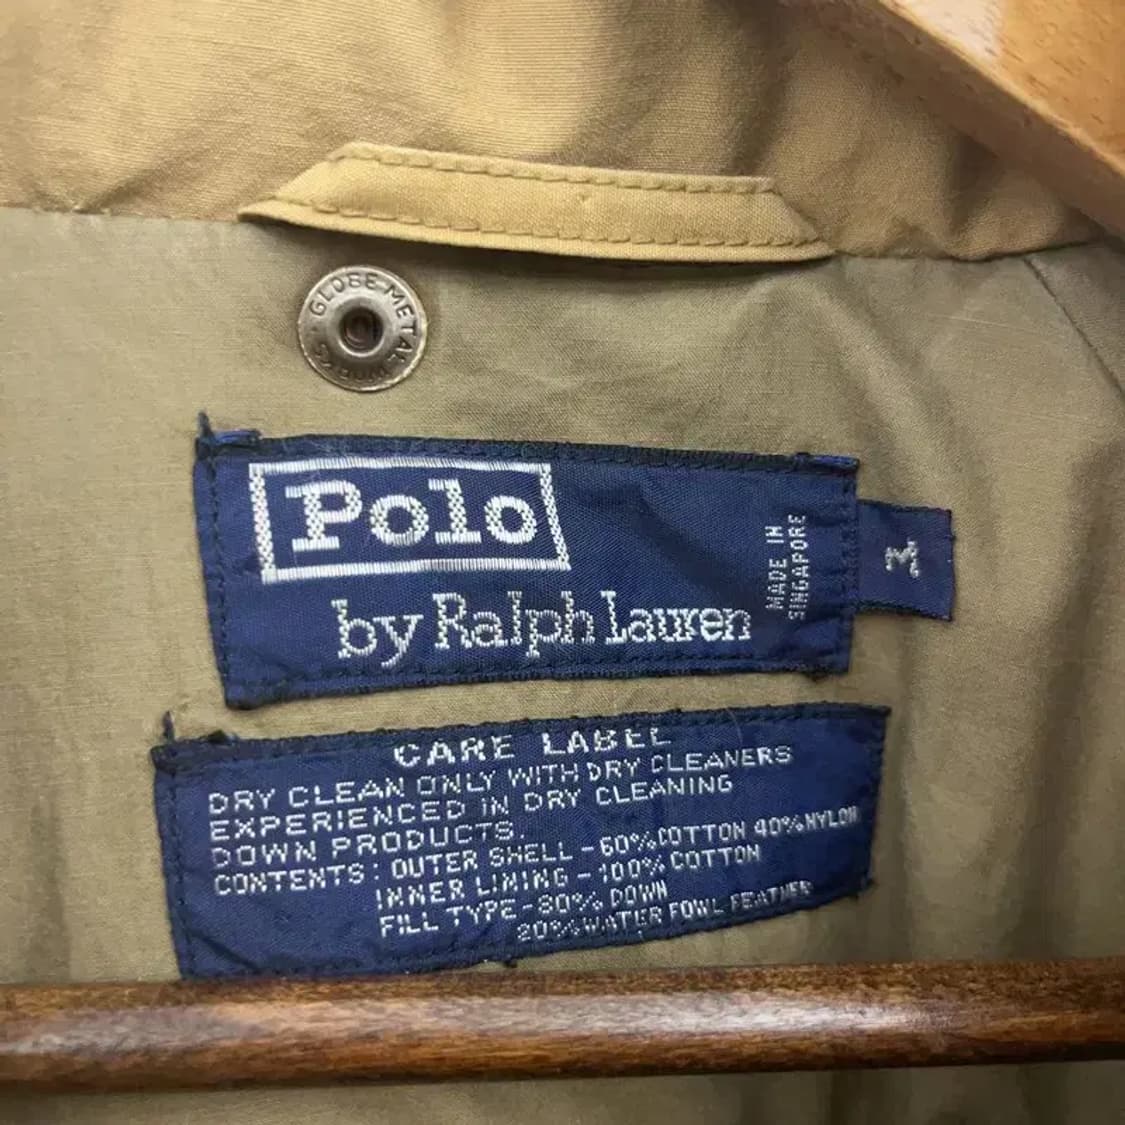 GLOBE METAL WORKS
Polo
by Ralph Lauren
MADE IN
SINGAPORE
M
CARE LABEL
DRY CLEAN ONLY WITH DRY CLEANERS
EXPERIENCED IN DRY CLEANING
DOWN PRODUCTS.
CONTENTS: OUTER SHELL - 60% COTTON 40% NYLON
INNER LINING - 100% COTTON
FILL TYPE - 80% DOWN
20% WATER FOWL FEATHER